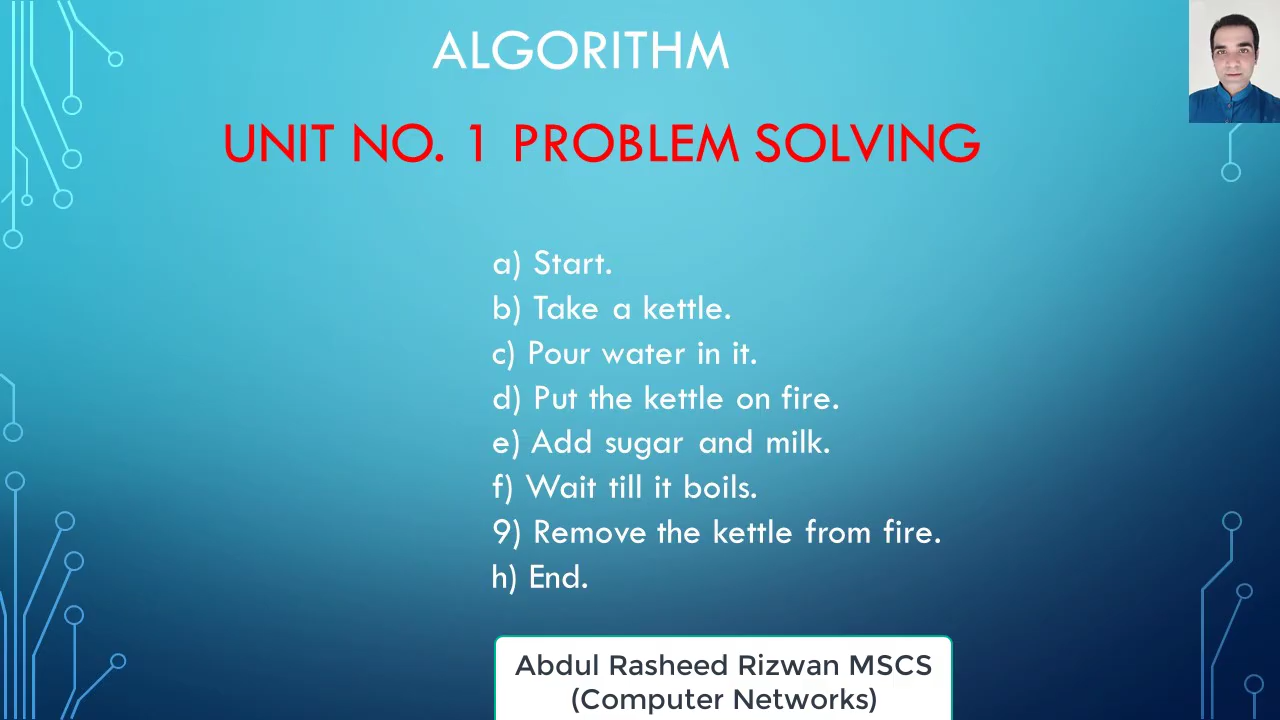 ALGORITHM
UNIT NO. 1 PROBLEM SOLVING
a) Start.
b) Take a kettle.
c) Pour water in it.
d) Put the kettle on fire.
e) Add sugar and milk.
f) Wait till it boils.
9) Remove the kettle from fire.
h) End.
Abdul Rasheed Rizwan MSCS
(Computer Networks)